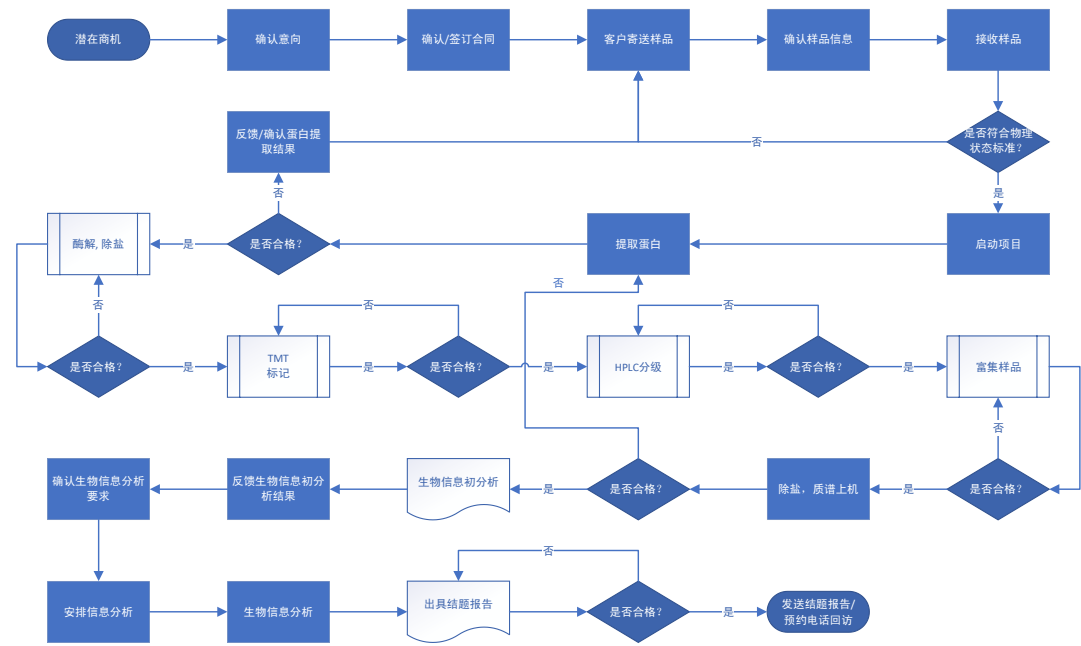 潜在商机
确认意向
确认/签订合同
客户寄送样品
确认样品信息
接收样品
反馈/确认蛋白提
取结果
否
是否符合物理
状态标准?
否
是
酶解, 除盐
是
是否合格?
提取蛋白
启动项目
否
否
否
否
是否合格?
是
TMT
标记
是
是否合格?
是
HPLC分级
是
是否合格?
是
富集样品
否
确认生物信息分析
要求
反馈生物信息初分
析结果
生物信息初分析
是
是否合格?
除盐，质谱上机
是
是否合格?
否
安排信息分析
生物信息分析
出具结题报告
是否合格?
是
发送结题报告/
预约电话回访